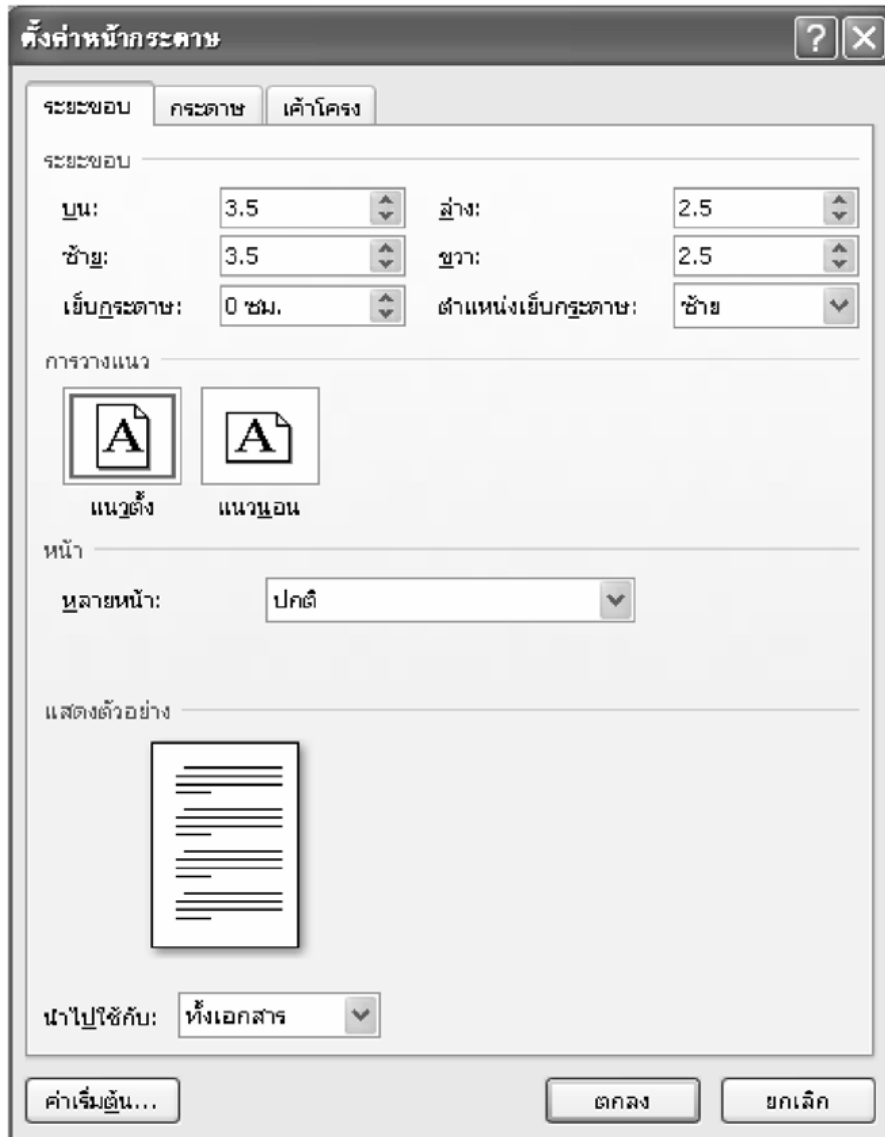 ตั้งค่าหน้ากระดาษ
ระยะขอบ กระดาษ เค้าโครง
ระยะขอบ
บน: 3.5 ล่าง: 2.5
ซ้าย: 3.5 ขวา: 2.5
เย็บกระดาษ: 0 ซม. ตำแหน่งเย็บกระดาษ: ซ้าย
การวางแนว
A A
แนวตั้ง แนวนอน
หน้า
หลายหน้า: ปกติ
แสดงตัวอย่าง
นำไปใช้กับ: ทั้งเอกสาร
ค่าเริ่มต้น... ตกลง ยกเลิก